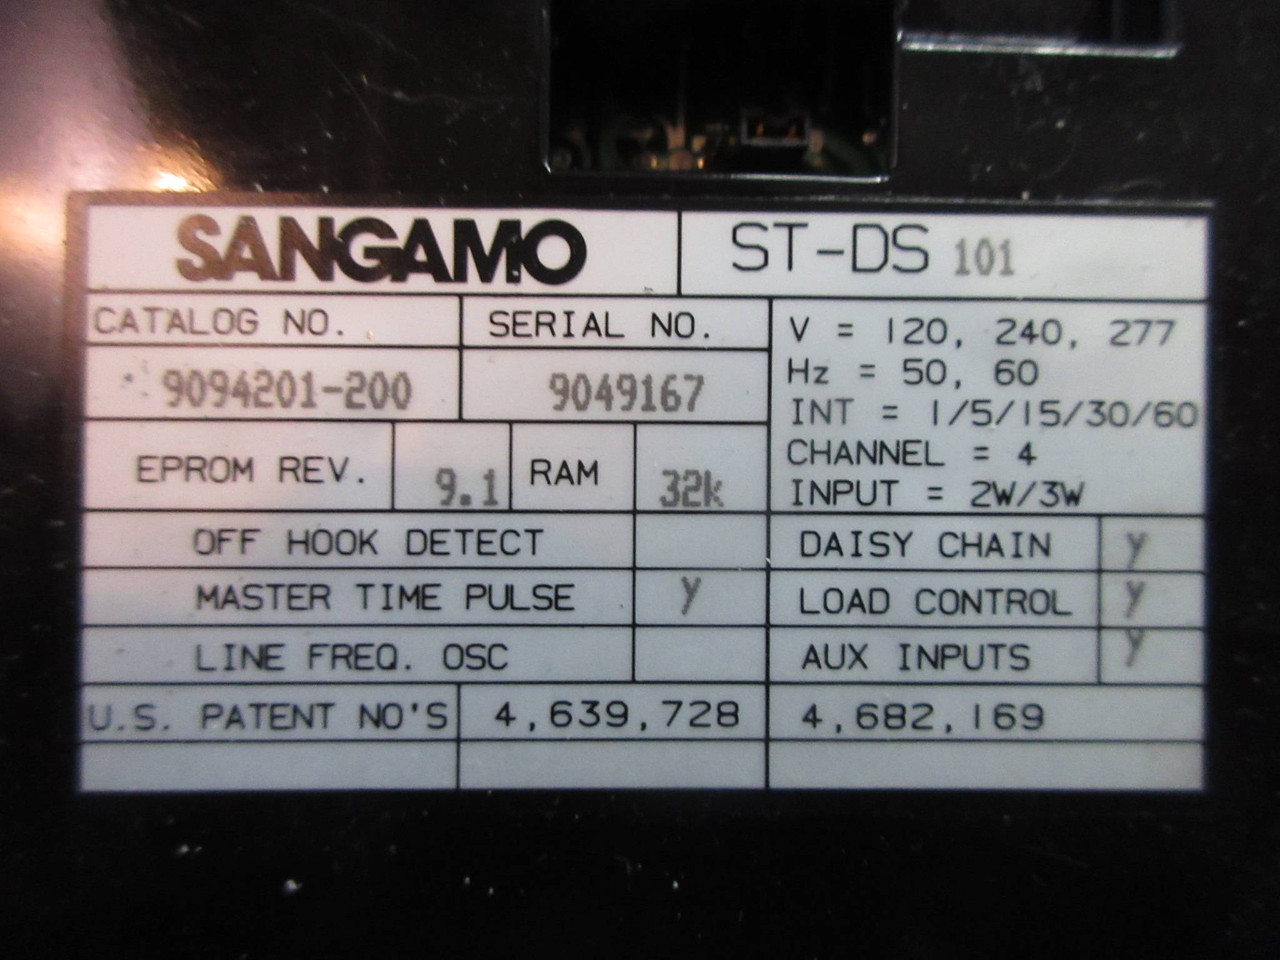 SANGAMO ST-DS 101
CATALOG NO. SERIAL NO.
9094201-200 9049167
V = 120, 240, 277
Hz = 50, 60
INT = 1/5/15/30/60
CHANNEL = 4
INPUT = 2W/3W
EPROM REV. 9.1 RAM 32k
OFF HOOK DETECT DAISY CHAIN y
MASTER TIME PULSE y LOAD CONTROL y
LINE FREQ. OSC AUX INPUTS y
U.S. PATENT NO'S 4,639,728 4,682,169